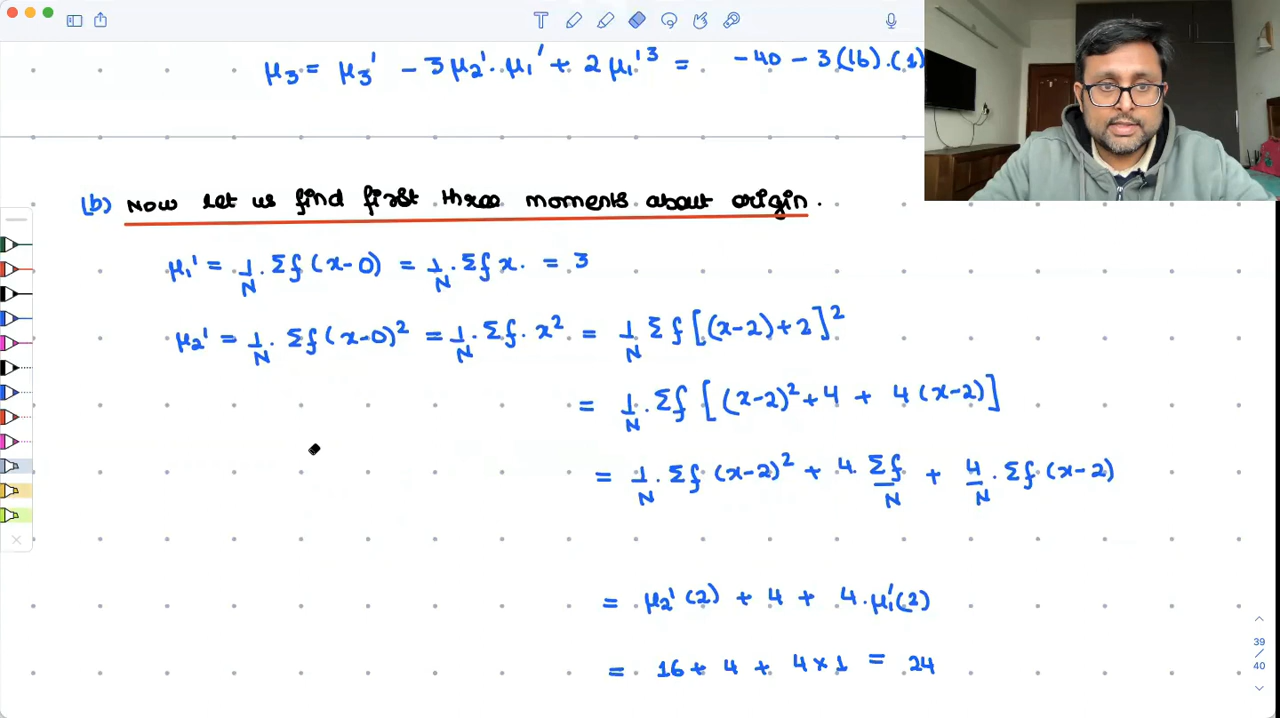 μ₃ = μ₃' − 3μ₂'·μ₁' + 2μ₁'³ = −40 − 3(16)·(1)
(b) Now let us find first three moments about origin.
μ₁' = 1/N · Σf(x−0) = 1/N · Σf x. = 3
μ₂' = 1/N · Σf(x−0)² = 1/N · Σf·x² = 1/N Σf[(x−2)+2]²
= 1/N · Σf [(x−2)²+4 + 4(x−2)]
= 1/N · Σf (x−2)² + 4. Σf/N + 4/N · Σf(x−2)
= μ₂'(2) + 4 + 4.μ₁'(2)
= 16+ 4 + 4×1 = 24
39
/
40